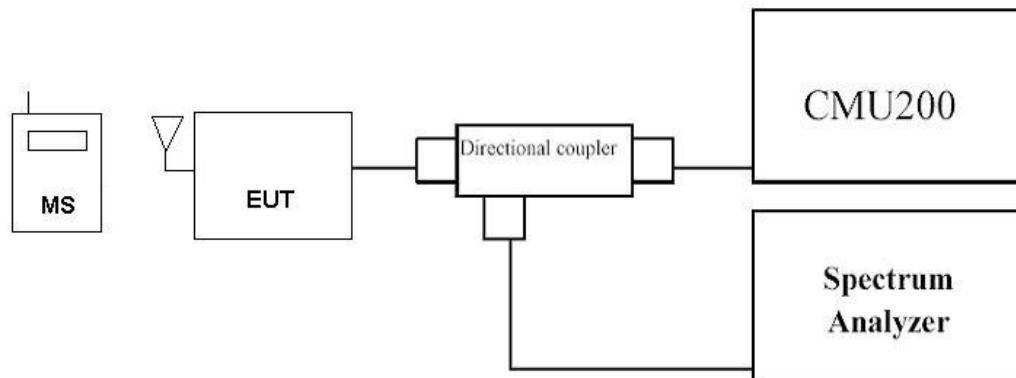 MS
EUT
Directional coupler
CMU200
Spectrum
Analyzer